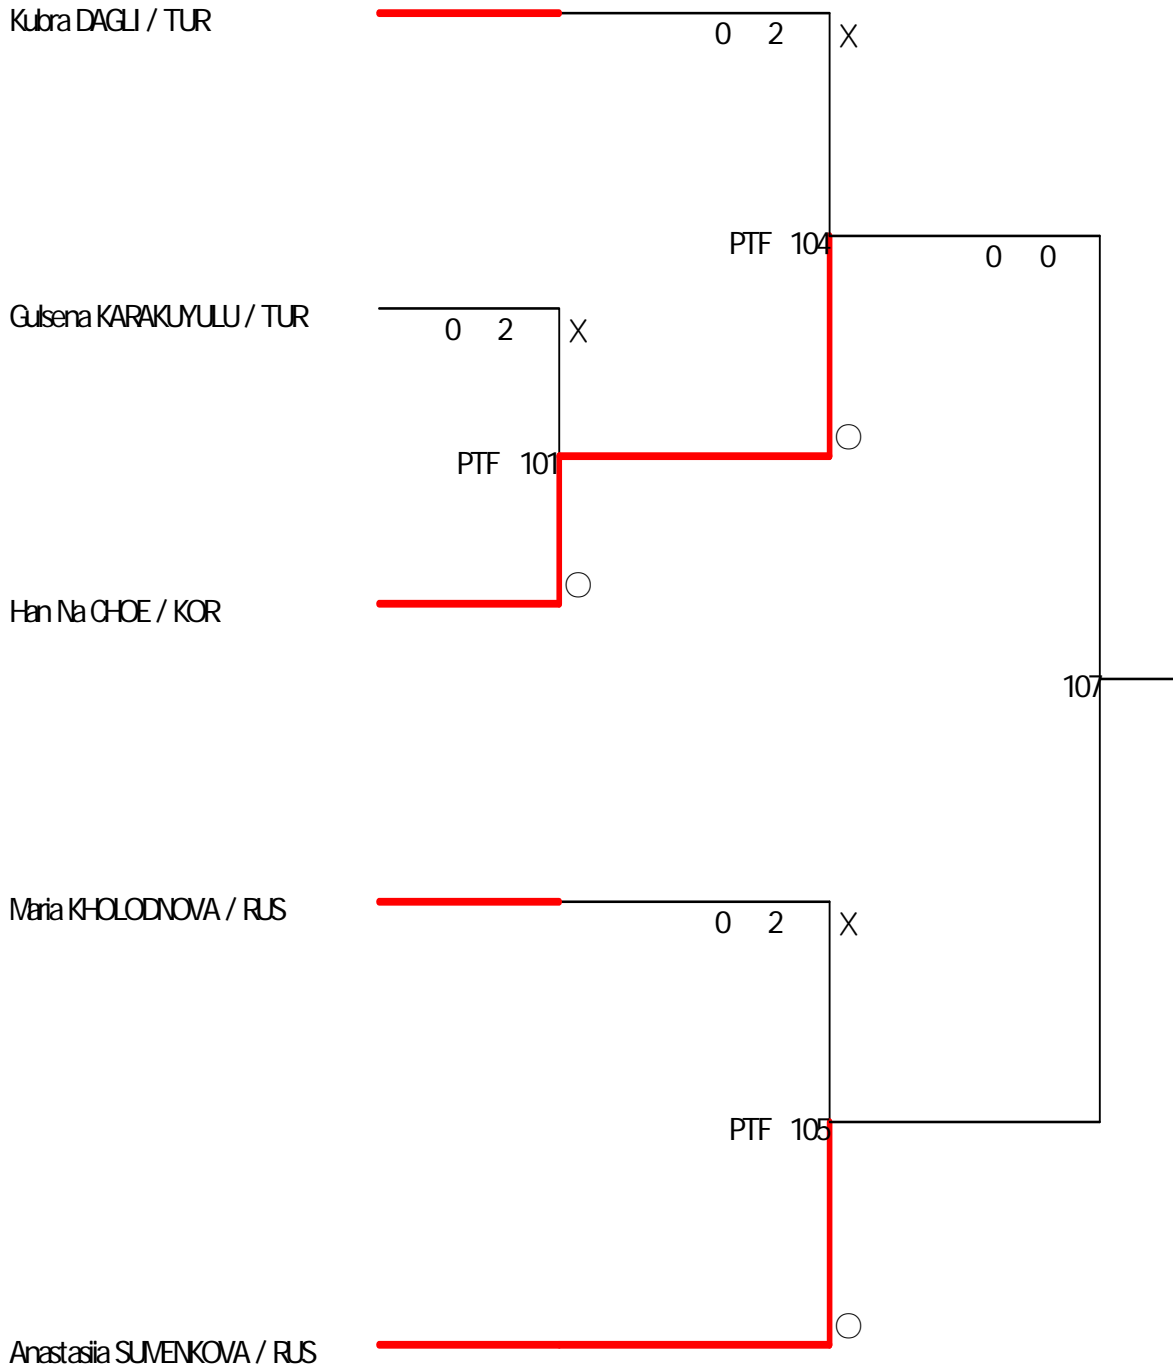 Kubra DAGLI / TUR
0 2 X
PTF 104
0 0
Gulsena KARAKUYULU / TUR
0 2 X
PTF 101
Han Na CHOE / KOR
107
Maria KHOLODNOVA / RUS
0 2 X
PTF 105
Anastasiia SUMENKOVA / RUS